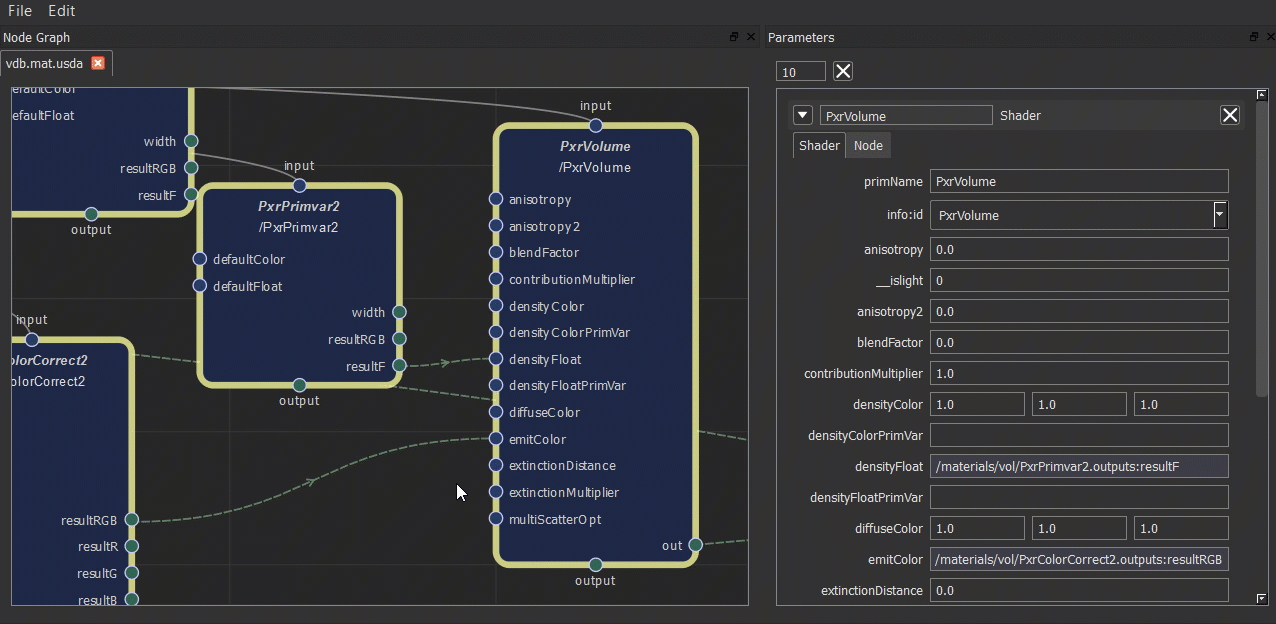 File Edit
Node Graph
vdb.mat.usda
defaultColor
defaultFloat
width
resultRGB
resultF
output
input
PxrPrimvar2
/PxrPrimvar2
defaultColor
defaultFloat
width
resultRGB
resultF
output
input
ColorCorrect2
ColorCorrect2
resultRGB
resultR
resultG
resultB
input
PxrVolume
/PxrVolume
anisotropy
anisotropy2
blendFactor
contributionMultiplier
densityColor
densityColorPrimVar
densityFloat
densityFloatPrimVar
diffuseColor
emitColor
extinctionDistance
extinctionMultiplier
multiScatterOpt
out
output
Parameters
10
PxrVolume Shader
Shader Node
primName PxrVolume
info:id PxrVolume
anisotropy 0.0
__islight 0
anisotropy2 0.0
blendFactor 0.0
contributionMultiplier 1.0
densityColor 1.0 1.0 1.0
densityColorPrimVar
densityFloat /materials/vol/PxrPrimvar2.outputs:resultF
densityFloatPrimVar
diffuseColor 1.0 1.0 1.0
emitColor /materials/vol/PxrColorCorrect2.outputs:resultRGB
extinctionDistance 0.0